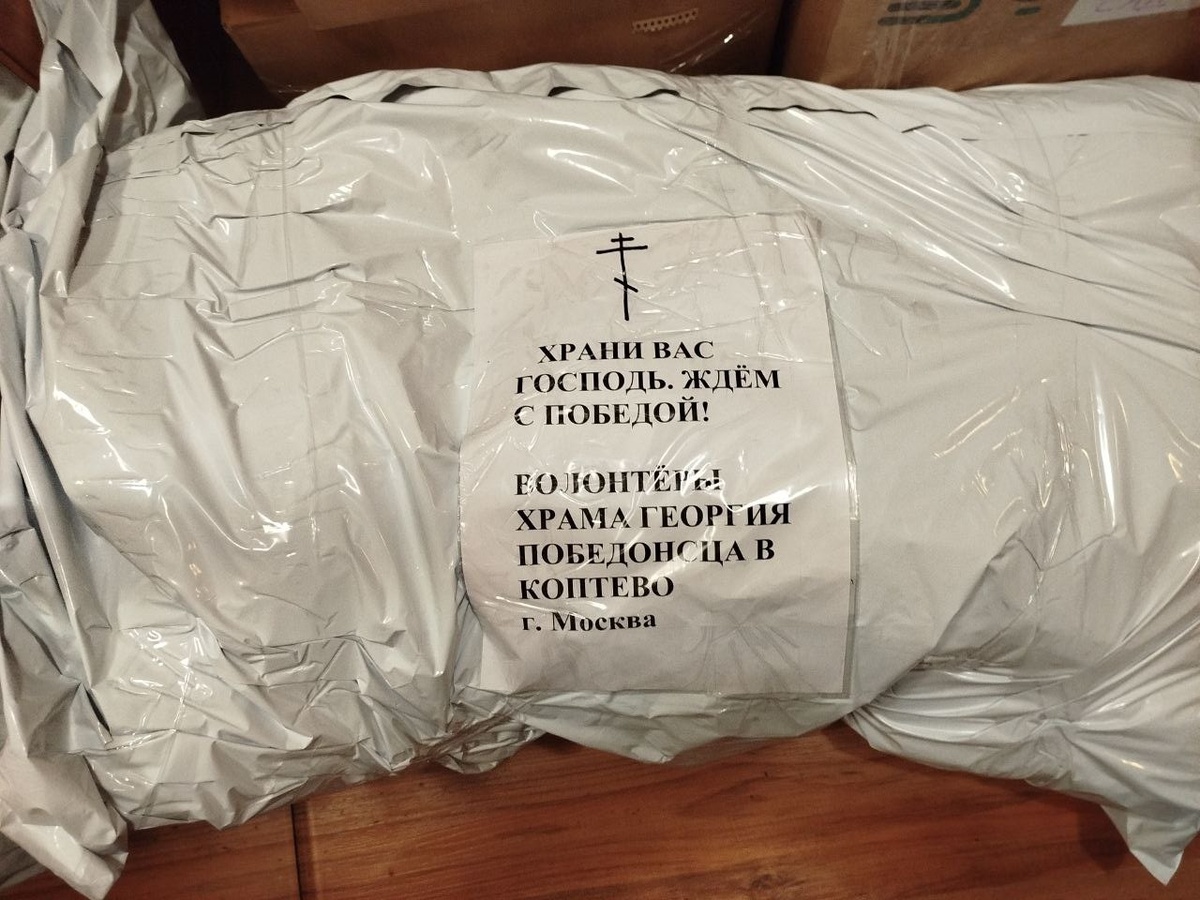 ХРАНИ ВАС
ГОСПОДЬ. ЖДЁМ
С ПОБЕДОЙ!
ВОЛОНТЁРЫ
ХРАМА ГЕОРГИЯ
ПОБЕДОНСЦА В
КОПТЕВО
г. Москва